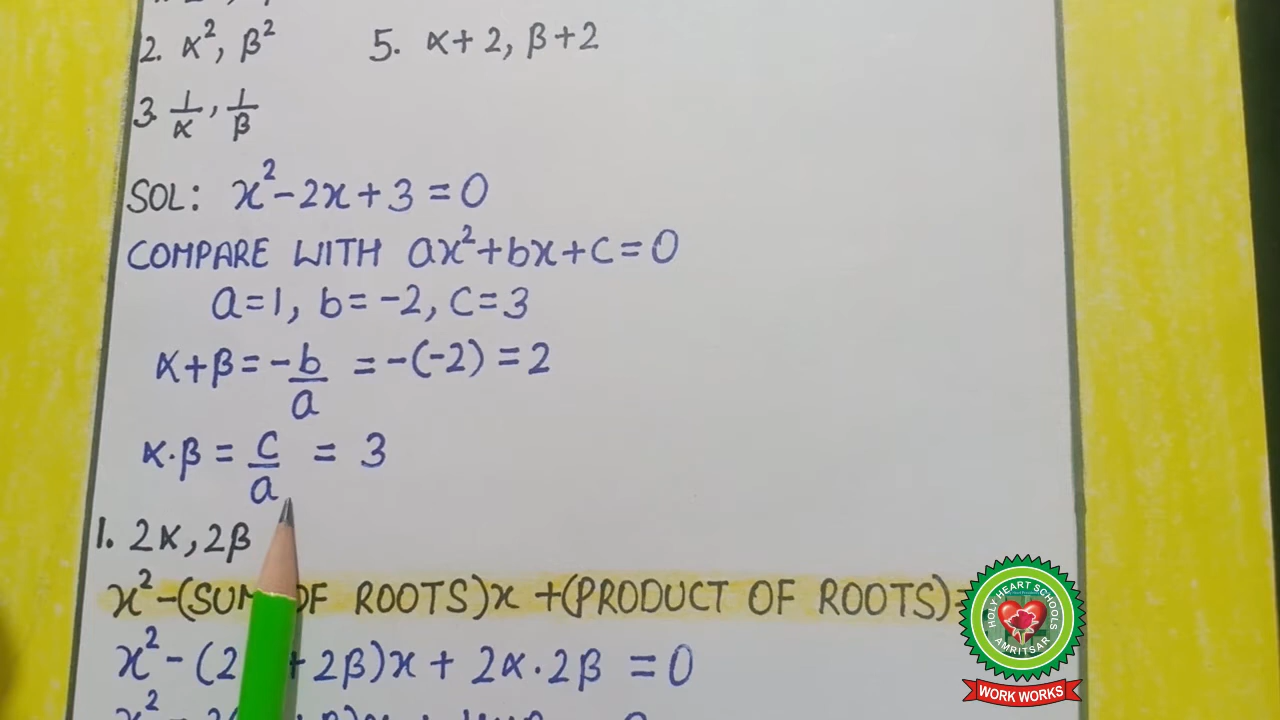 2. α², β² 5. α+2, β+2
3. 1/α, 1/β
SOL: x²-2x+3=0
COMPARE WITH ax²+bx+c=0
a=1, b=-2, c=3
α+β = -b/a = -(-2) = 2
α·β = c/a = 3
1. 2α, 2β
x²-(SUM OF ROOTS)x +(PRODUCT OF ROOTS)=
x²-(2 + 2β)x + 2α·2β = 0
HOLY HEART SCHOOLS
AMRITSAR
WORK WORKS